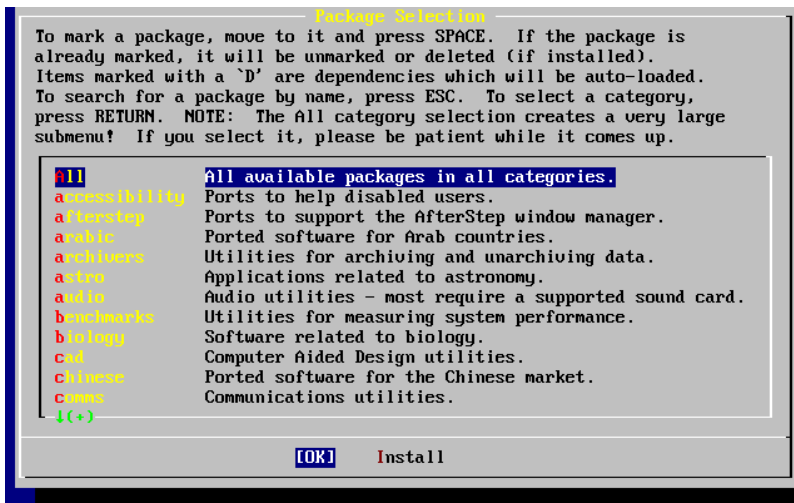 Package Selection
To mark a package, move to it and press SPACE.  If the package is
already marked, it will be unmarked or deleted (if installed).
Items marked with a `D' are dependencies which will be auto-loaded.
To search for a package by name, press ESC.  To select a category,
press RETURN.  NOTE:  The All category selection creates a very large
submenu!  If you select it, please be patient while it comes up.
All All available packages in all categories.
accessibility Ports to help disabled users.
afterstep Ports to support the AfterStep window manager.
arabic Ported software for Arab countries.
archivers Utilities for archiving and unarchiving data.
astro Applications related to astronomy.
audio Audio utilities - most require a supported sound card.
benchmarks Utilities for measuring system performance.
biology Software related to biology.
cad Computer Aided Design utilities.
chinese Ported software for the Chinese market.
comms Communications utilities.
↓(+)
[OK] Install